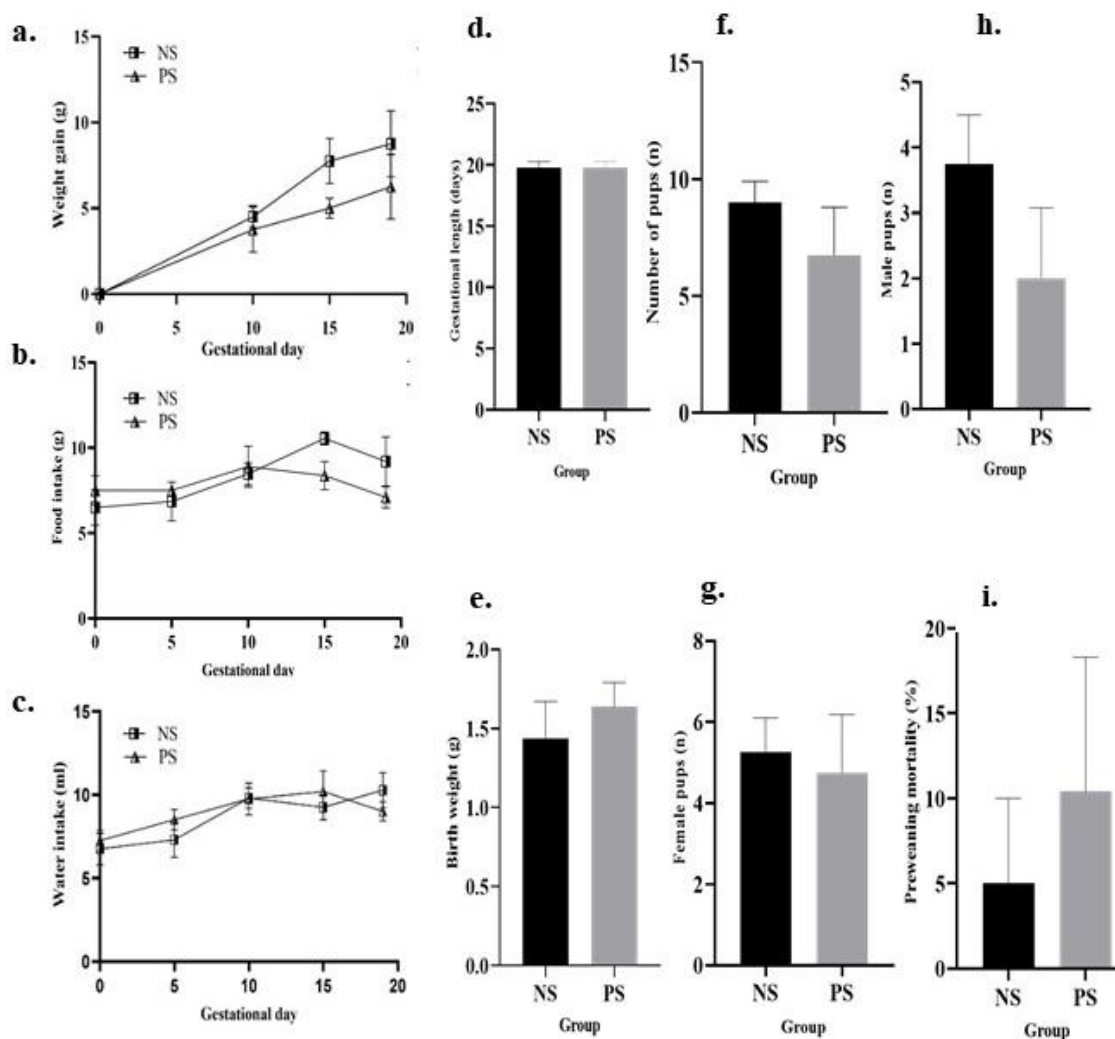 a.
Weight gain (g)
15
10
5
0
NS
PS
0 5 10 15 20
Gestational day
b.
Food intake (g)
15
10
5
0
NS
PS
0 5 10 15 20
Gestational day
c.
Water intake (ml)
15
10
5
0
NS
PS
0 5 10 15 20
Gestational day
d.
Gestational length (days)
25
20
15
10
5
0
NS PS
Group
e.
Birth weight (g)
2.0
1.5
1.0
0.5
0.0
NS PS
Group
f.
Number of pups (n)
15
10
5
0
NS PS
Group
g.
Female pups (n)
8
6
4
2
0
NS PS
Group
h.
Male pups (n)
5
4
3
2
1
0
NS PS
Group
i.
Preweaning mortality (%)
20
15
10
5
0
NS PS
Group